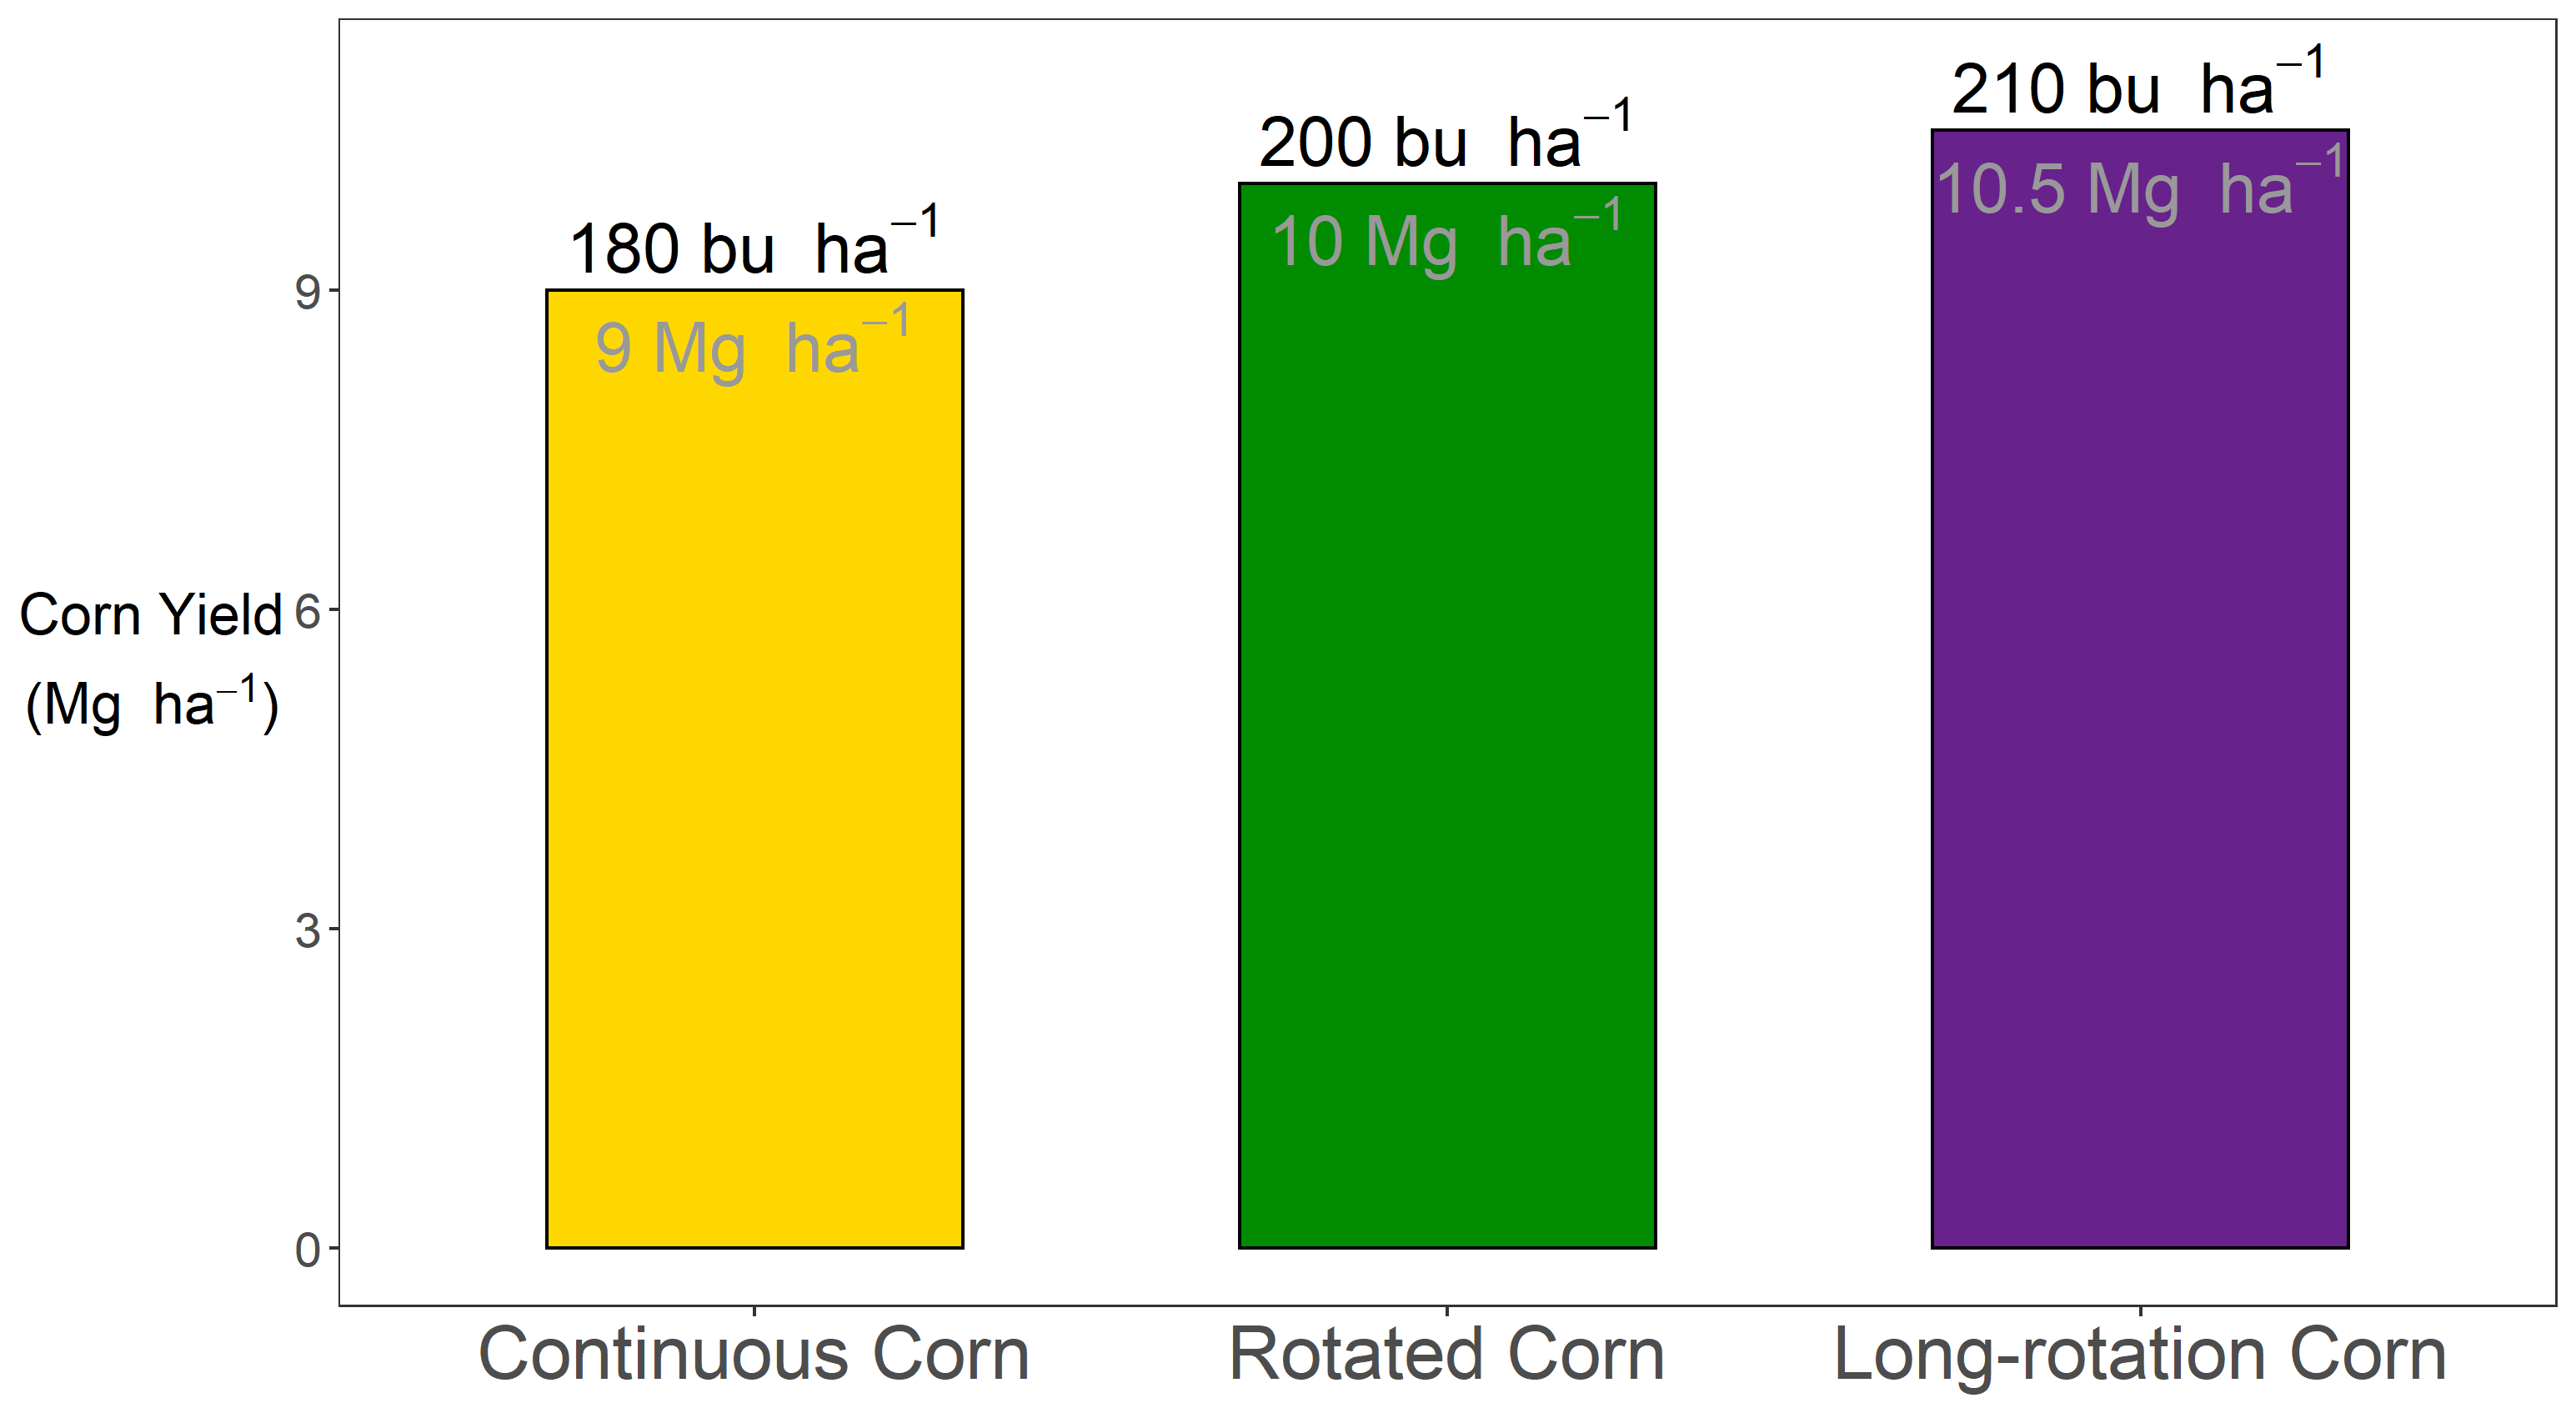 210 bu ha⁻¹
200 bu ha⁻¹
10.5 Mg ha⁻¹
180 bu ha⁻¹
10 Mg ha⁻¹
9
9 Mg ha⁻¹
Corn Yield
(Mg ha⁻¹)
6
3
0
Continuous Corn
Rotated Corn
Long-rotation Corn